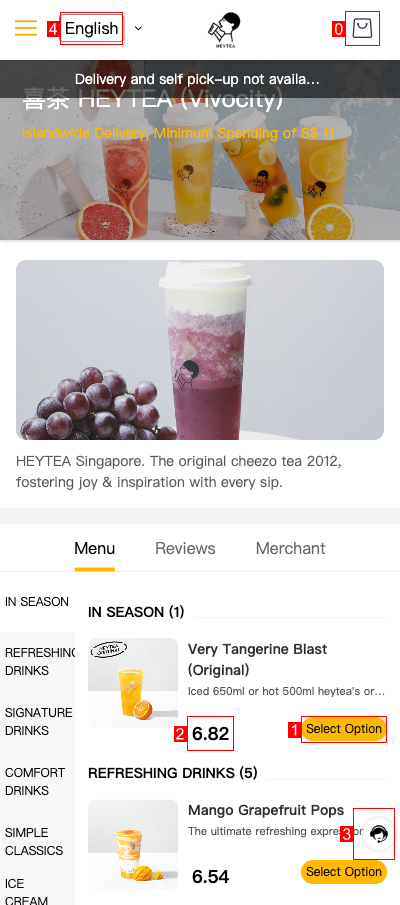 4 English
HEYTEA
0
Delivery and self pick-up not availa...
喜茶 HEYTEA (Vivocity)
Islandwide Delivery, Minimum Spending of S$ 1!
HEYTEA Singapore. The original cheezo tea 2012,
fostering joy & inspiration with every sip.
Menu Reviews Merchant
IN SEASON
REFRESHING
DRINKS
SIGNATURE
DRINKS
COMFORT
DRINKS
SIMPLE
CLASSICS
ICE
CREAM
IN SEASON (1)
HEYTEA
ORIGINAL
Very Tangerine Blast
(Original)
Iced 650ml or hot 500ml heytea's or...
2 6.82
1 Select Option
REFRESHING DRINKS (5)
Mango Grapefruit Pops
The ultimate refreshing expres or
3
6.54
Select Option